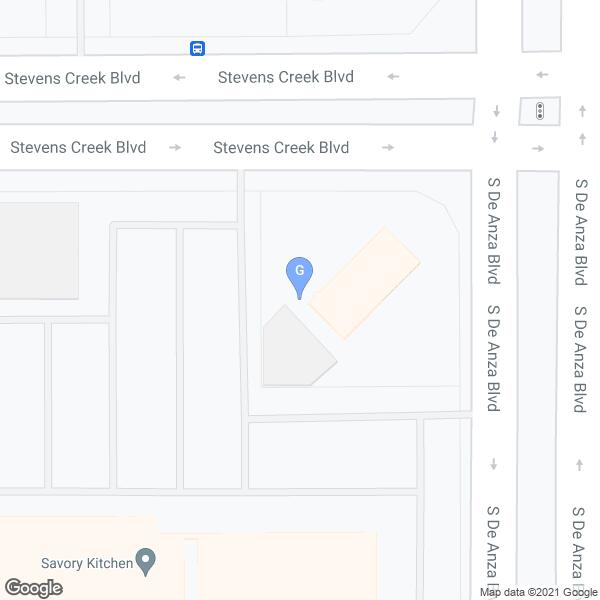 Stevens Creek Blvd
Stevens Creek Blvd
Stevens Creek Blvd
Stevens Creek Blvd
S De Anza Blvd
S De Anza Blvd
G
S De Anza Blvd
S De Anza Blvd
S De Anza B
S De Anza B
Savory Kitchen
Google
Map data ©2021 Google